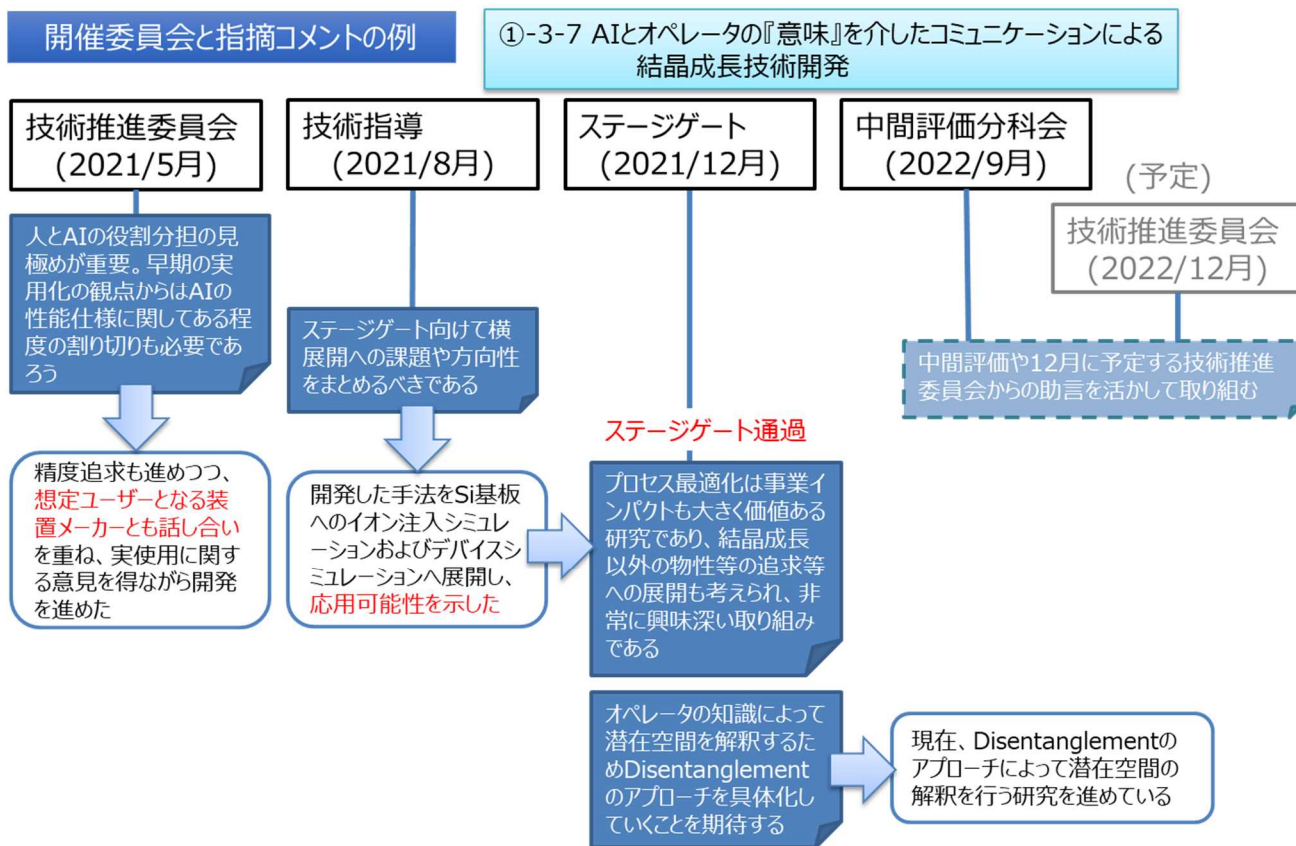 開催委員会と指摘コメントの例
①-3-7 AIとオペレータの『意味』を介したコミュニケーションによる
結晶成長技術開発
技術推進委員会
(2021/5月)
技術指導
(2021/8月)
ステージゲート
(2021/12月)
中間評価分科会
(2022/9月)
(予定)
技術推進委員会
(2022/12月)
人とAIの役割分担の見
極めが重要。早期の実
用化の観点からはAIの
性能仕様に関してある程
度の割り切りも必要であ
ろう
ステージゲート向けて横
展開への課題や方向性
をまとめるべきである
中間評価や12月に予定する技術推進
委員会からの助言を活かして取り組む
精度追求も進めつつ、
想定ユーザーとなる装
置メーカーとも話し合い
を重ね、実使用に関す
る意見を得ながら開発
を進めた
開発した手法をSi基板
へのイオン注入シミュレ
ーションおよびデバイスシ
ミュレーションへ展開し、
応用可能性を示した
ステージゲート通過
プロセス最適化は事業イ
ンパクトも大きく価値ある
研究であり、結晶成長
以外の物性等の追求等
への展開も考えられ、非
常に興味深い取り組み
である
オペレータの知識によって
潜在空間を解釈するた
めDisentanglement
のアプローチを具体化し
ていくことを期待する
現在、Disentanglementの
アプローチによって潜在空間の
解釈を行う研究を進めている